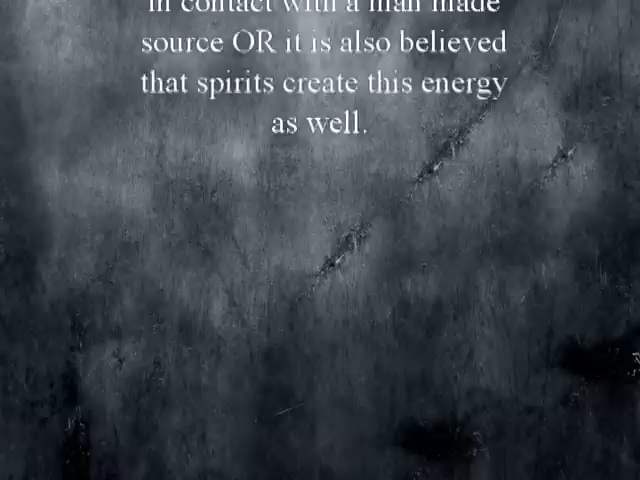 in contact with a man made
source OR it is also believed
that spirits create this energy
as well.